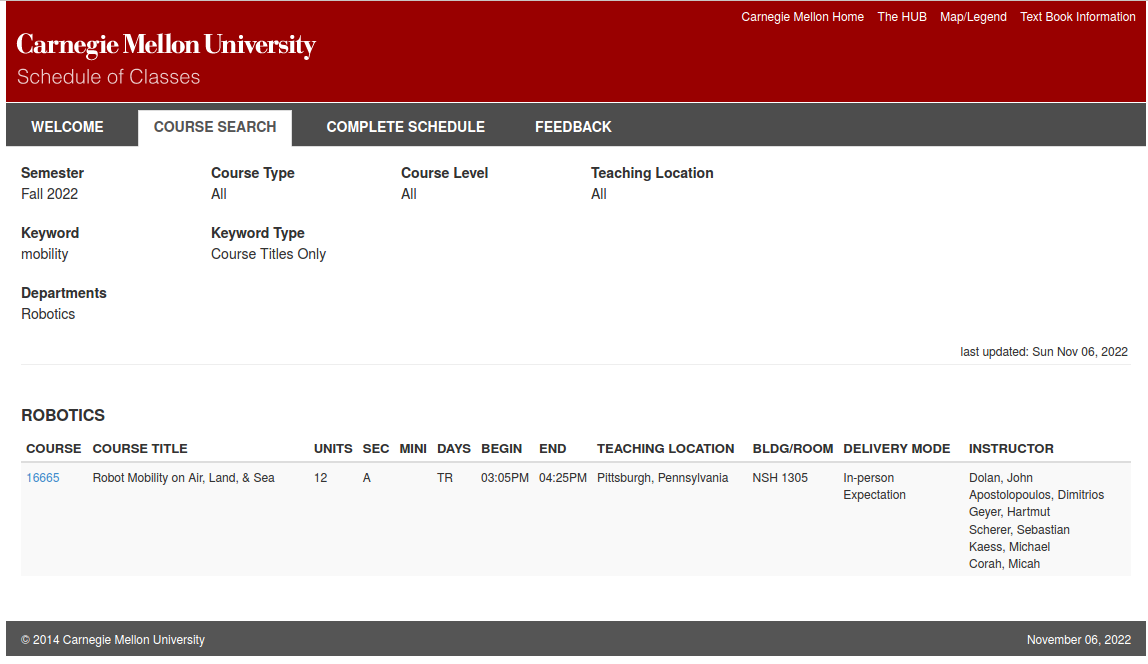 Carnegie Mellon Home The HUB Map/Legend Text Book Information
Carnegie Mellon University
Schedule of Classes
WELCOME COURSE SEARCH COMPLETE SCHEDULE FEEDBACK
Semester Course Type Course Level Teaching Location
Fall 2022 All All All
Keyword Keyword Type
mobility Course Titles Only
Departments
Robotics
last updated: Sun Nov 06, 2022
ROBOTICS
COURSE COURSE TITLE UNITS SEC MINI DAYS BEGIN END TEACHING LOCATION BLDG/ROOM DELIVERY MODE INSTRUCTOR
16665 Robot Mobility on Air, Land, & Sea 12 A TR 03:05PM 04:25PM Pittsburgh, Pennsylvania NSH 1305 In-person Dolan, John
Expectation Apostolopoulos, Dimitrios
Geyer, Hartmut
Scherer, Sebastian
Kaess, Michael
Corah, Micah
© 2014 Carnegie Mellon University November 06, 2022